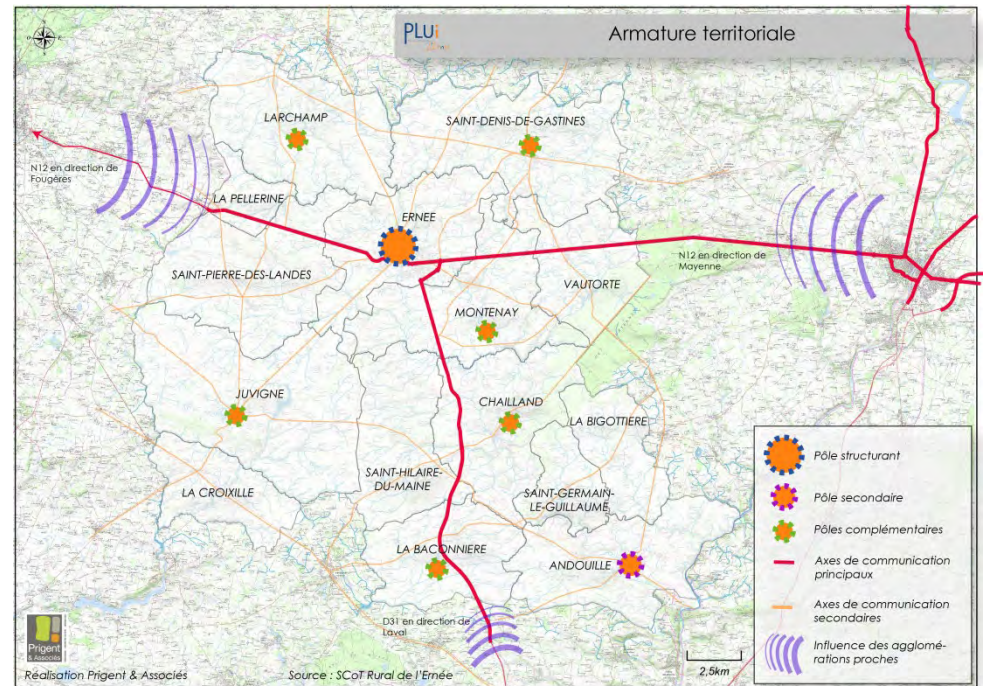 PLUi
Armature territoriale
LARCHAMP
SAINT-DENIS-DE-GASTINES
N12 en direction de
Fougères
LA PELLERINE
ERNEE
SAINT-PIERRE-DES-LANDES
N12 en direction de
Mayenne
VAUTORTE
MONTENAY
JUVIGNE
CHAILLAND
LA BIGOTTIERE
SAINT-HILAIRE-
DU-MAINE
LA CROIXILLE
SAINT-GERMAIN-
LE-GUILLAUME
LA BACONNIERE
ANDOUILLE
D31 en direction de
Laval
Pôle structurant
Pôle secondaire
Pôles complémentaires
Axes de communication
principaux
Axes de communication
secondaires
Influence des agglomé-
rations proches
2,5km
Prigent
& Associés
Réalisation Prigent & Associés
Source : SCoT Rural de l'Ernée